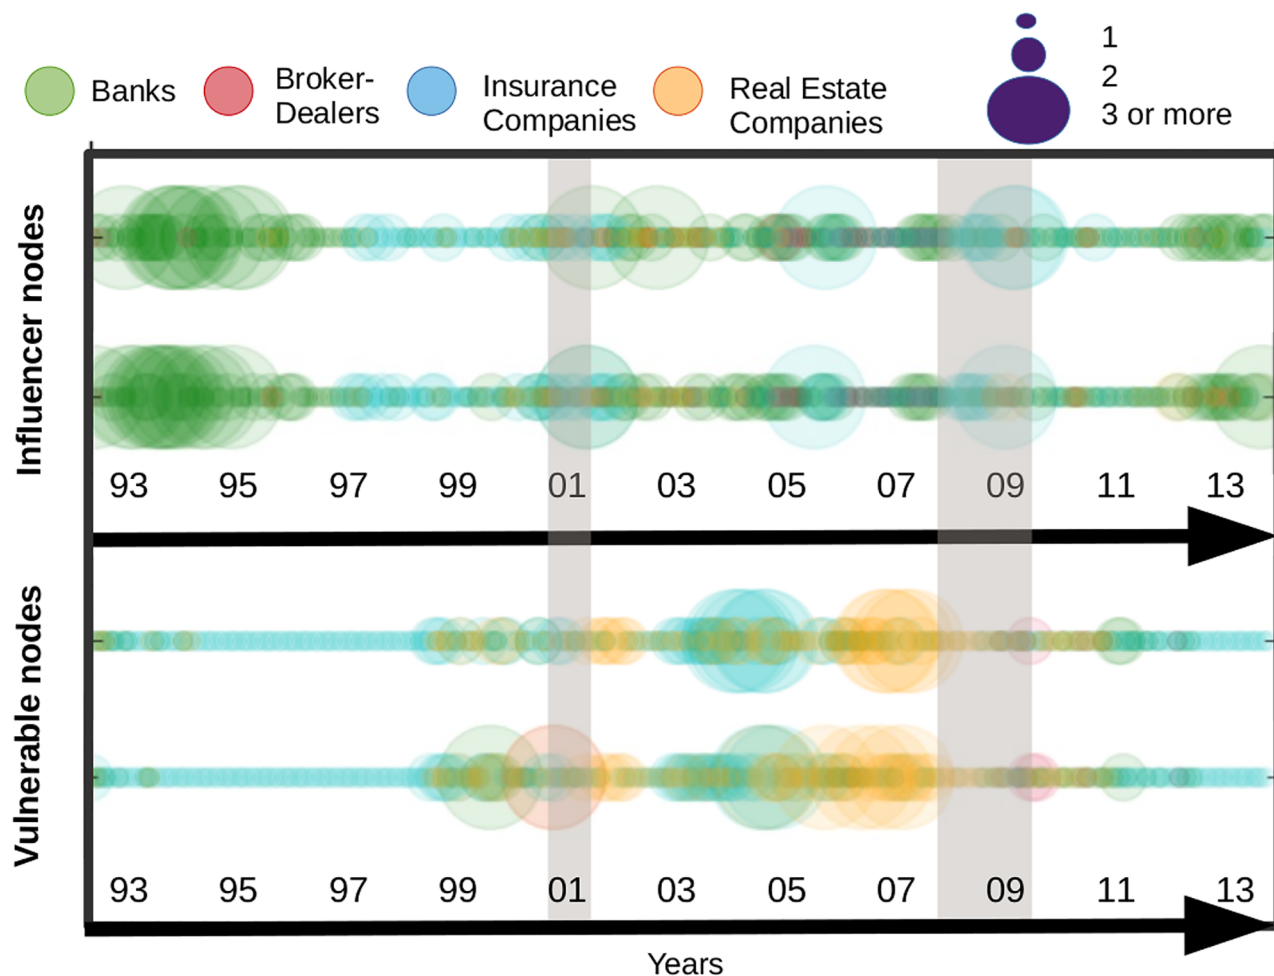 Banks
Broker-
Dealers
Insurance
Companies
Real Estate
Companies
1
2
3 or more
Influencer nodes
93 95 97 99 01 03 05 07 09 11 13
Vulnerable nodes
93 95 97 99 01 03 05 07 09 11 13
Years